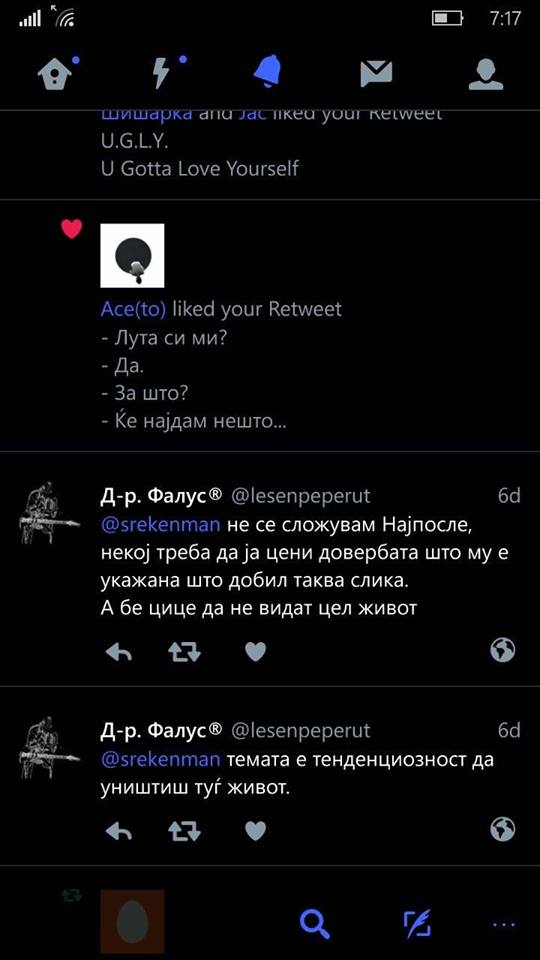 7:17
Шишарка and Jac liked your Retweet
U.G.L.Y.
U Gotta Love Yourself
Ace(to) liked your Retweet
- Лута си ми?
- Да.
- За што?
- Ќе најдам нешто...
Д-р. Фалус® @lesenpeperut 6d
@srekenman не се сложувам Најпосле,
некој треба да ја цени довербата што му е
укажана што добил таква слика.
А бе цице да не видат цел живот
Д-р. Фалус® @lesenpeperut 6d
@srekenman темата е тенденциозност да
уништиш туѓ живот.